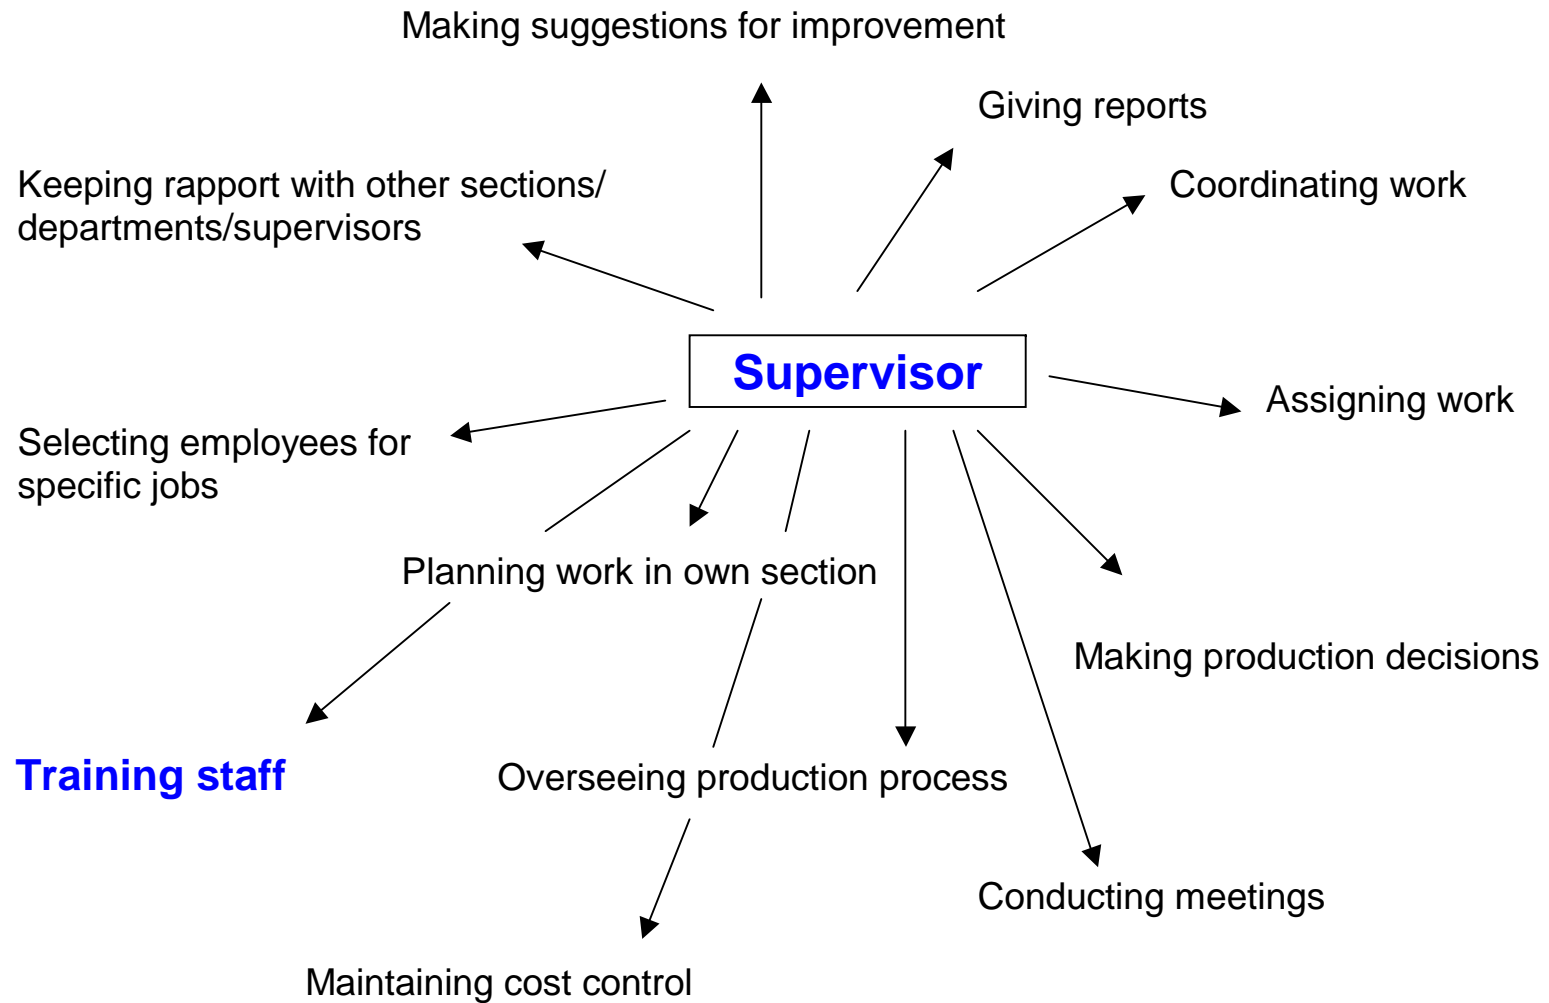 Making suggestions for improvement
Giving reports
Keeping rapport with other sections/
departments/supervisors
Coordinating work
Supervisor
Assigning work
Selecting employees for
specific jobs
Planning work in own section
Making production decisions
Training staff
Overseeing production process
Conducting meetings
Maintaining cost control